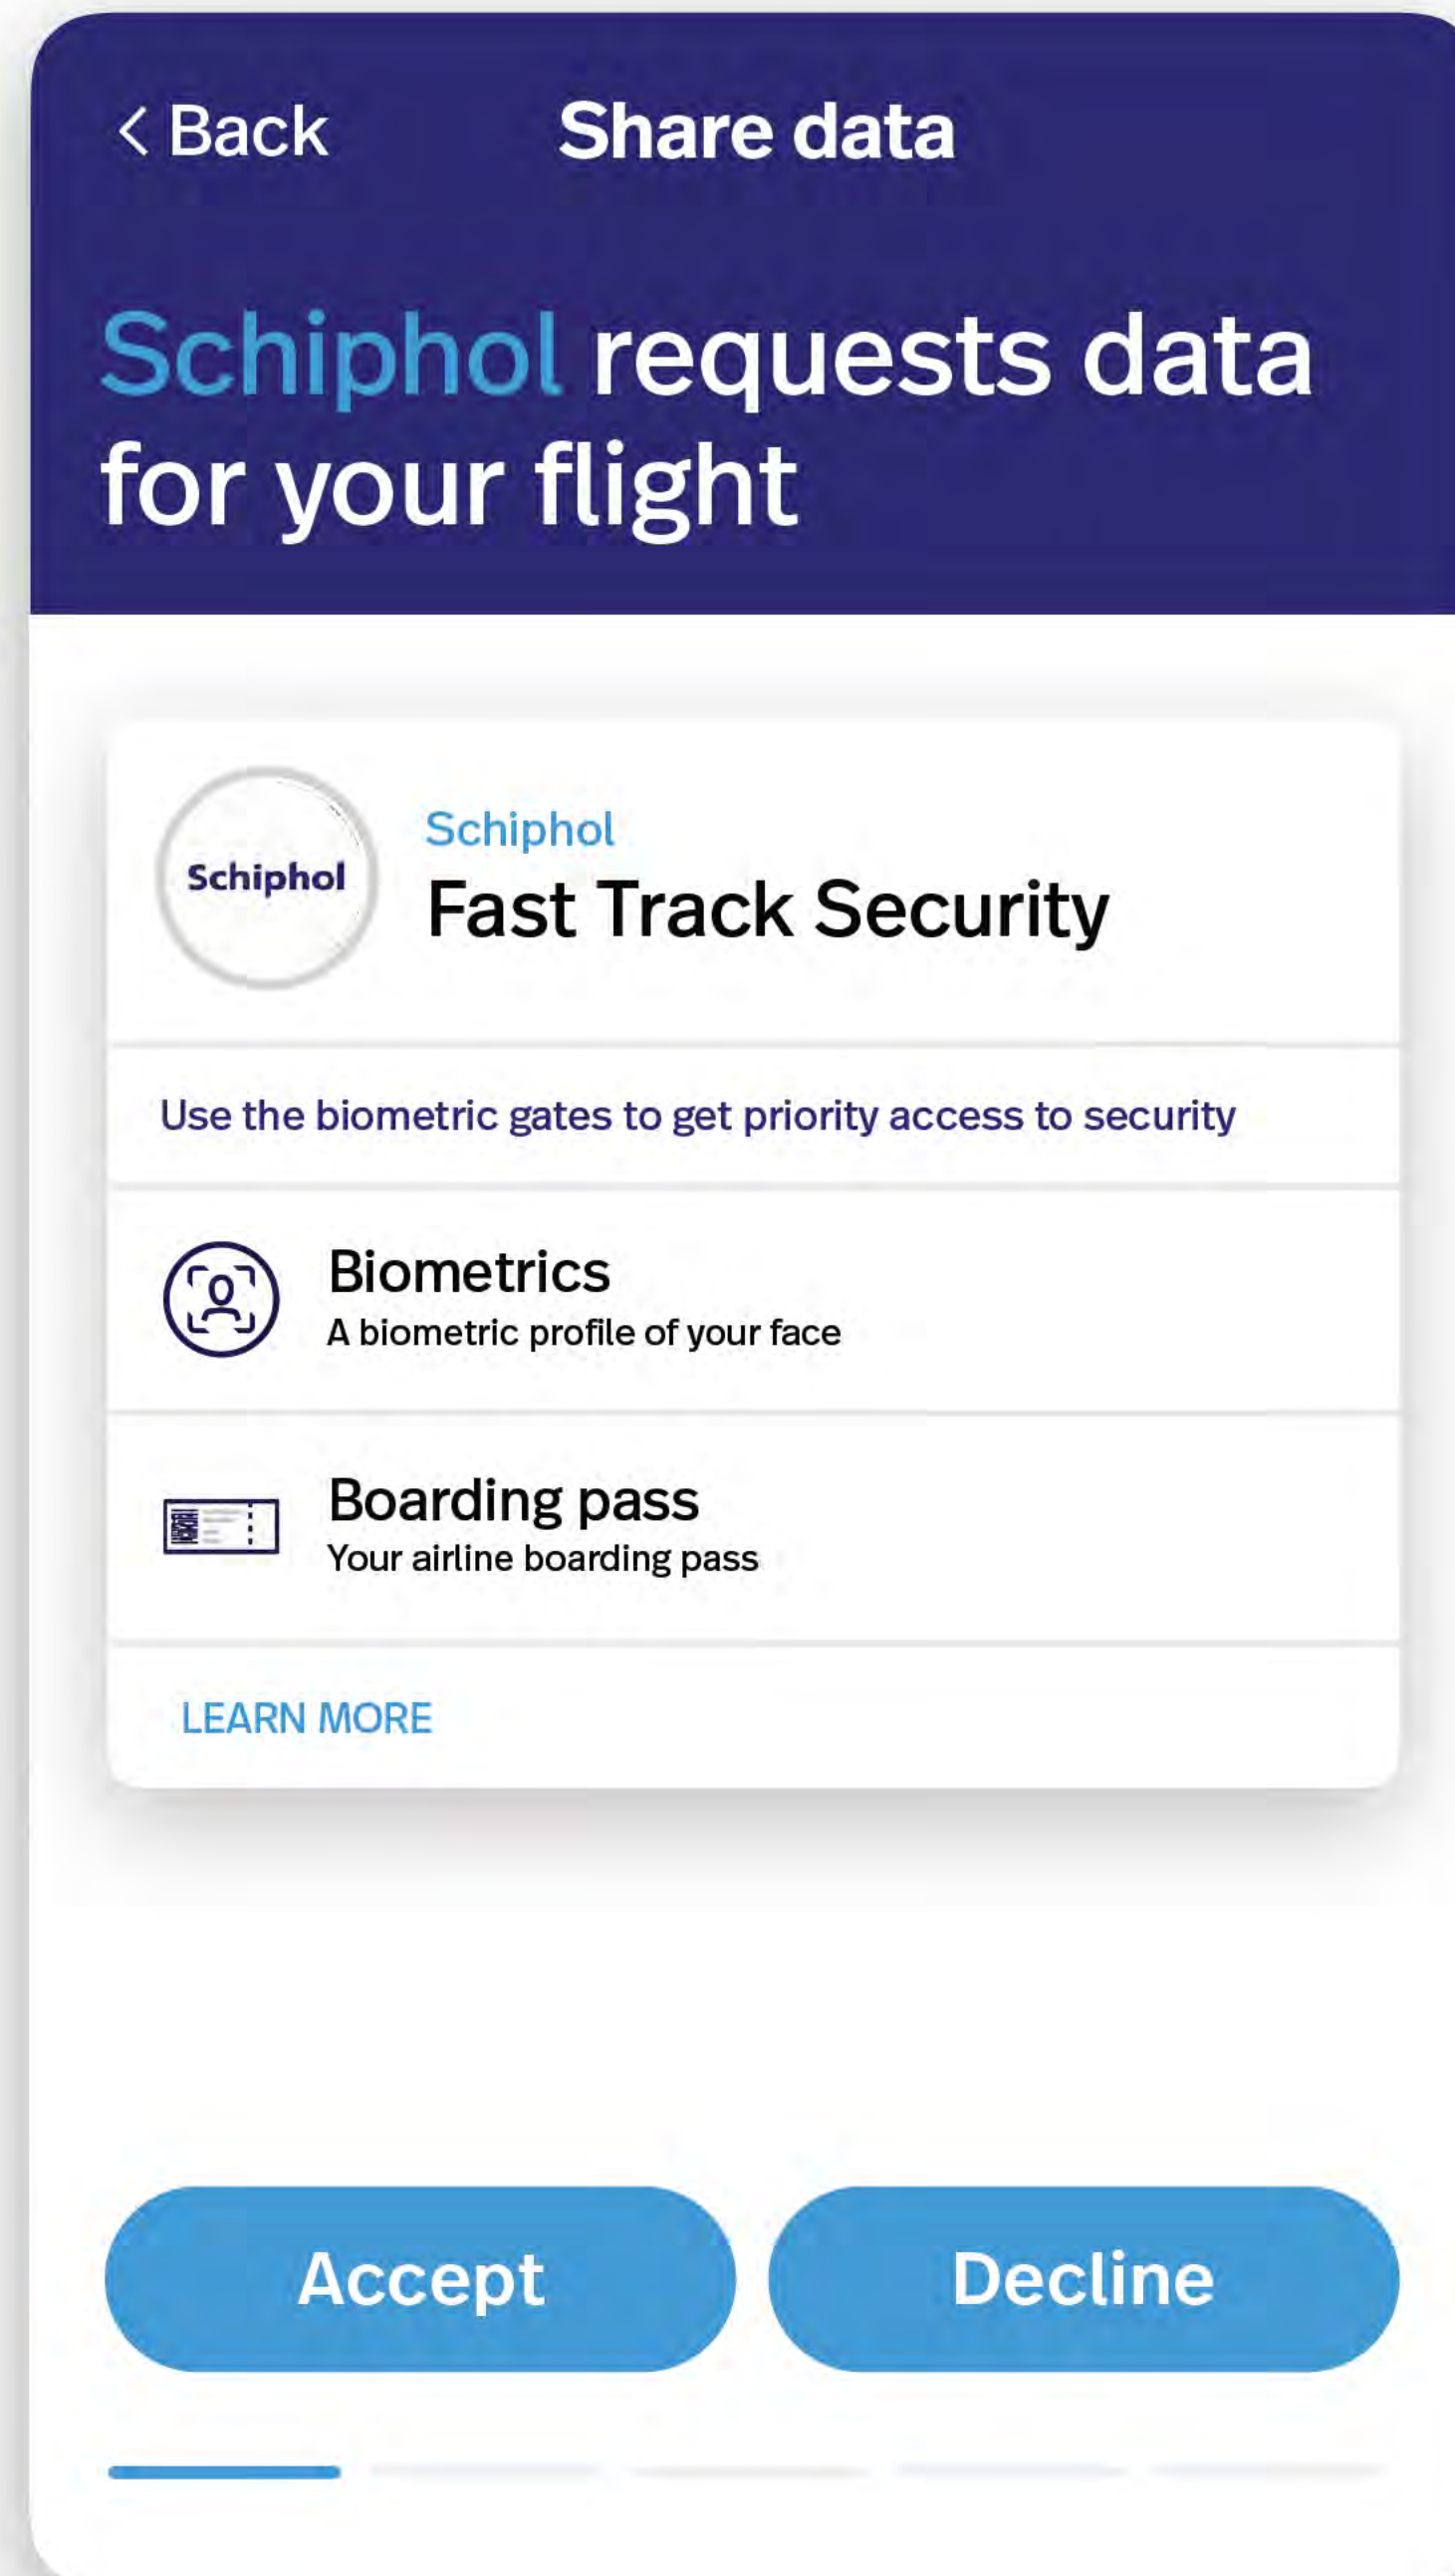 < Back
Share data
Schiphol requests data
for your flight
Schiphol
Schiphol
Fast Track Security
Use the biometric gates to get priority access to security
Biometrics
A biometric profile of your face
Boarding pass
Your airline boarding pass
LEARN MORE
Accept
Decline